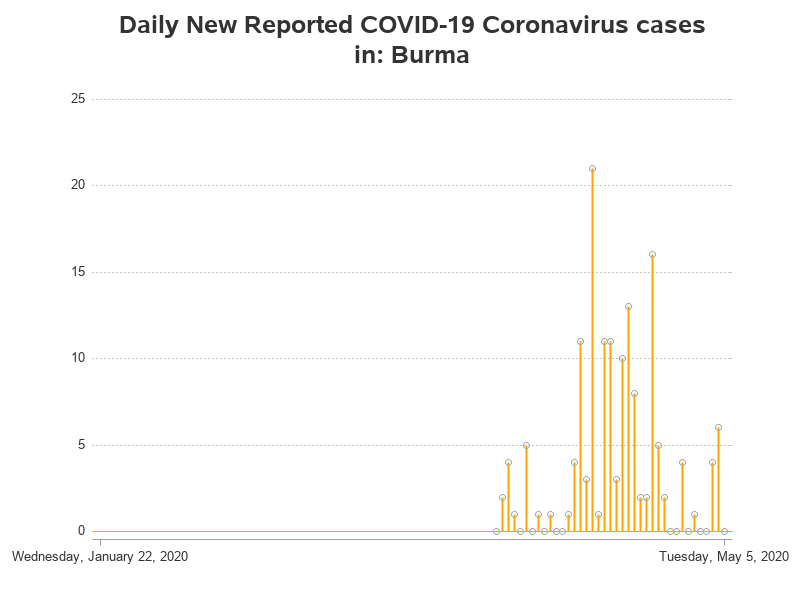 Daily New Reported COVID-19 Coronavirus cases
in: Burma
25
20
15
10
5
0
Wednesday, January 22, 2020 Tuesday, May 5, 2020